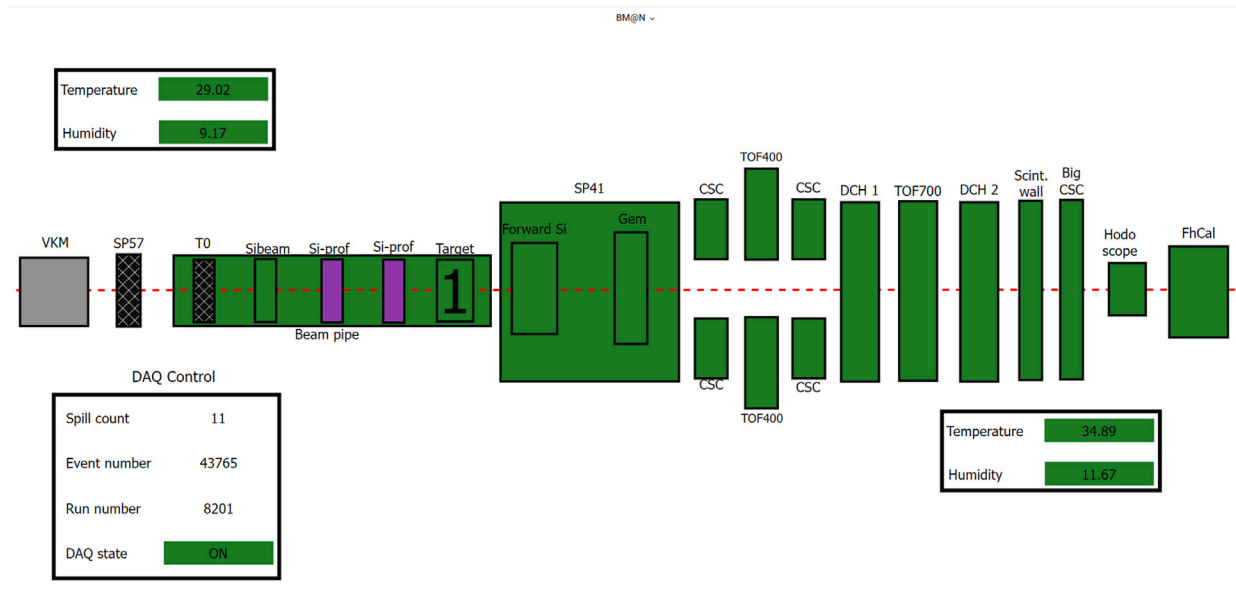 BM@N
Temperature 29.02
Humidity 9.17
VKM
SP57
T0
Sibeam
Si-prof
Si-prof
Target
1
Beam pipe
SP41
Forward Si
Gem
CSC
TOF400
CSC
CSC
TOF400
CSC
DCH 1
TOF700
DCH 2
Scint.
wall
Big
CSC
Hodo
scope
FhCal
DAQ Control
Spill count 11
Event number 43765
Run number 8201
DAQ state ON
Temperature 34.89
Humidity 11.67